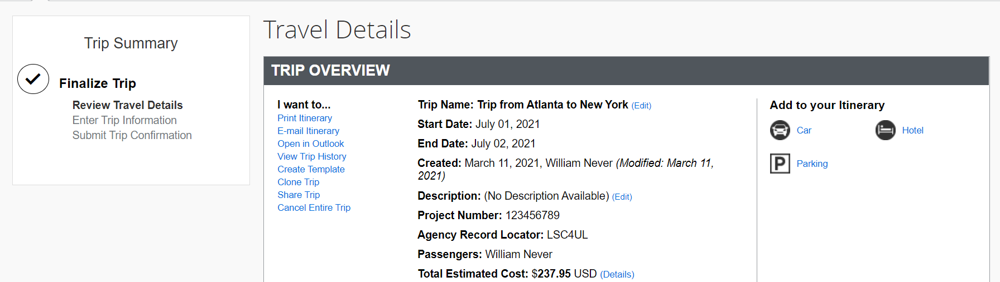 Trip Summary
Finalize Trip
Review Travel Details
Enter Trip Information
Submit Trip Confirmation
Travel Details
TRIP OVERVIEW
I want to...
Print Itinerary
E-mail Itinerary
Open in Outlook
View Trip History
Create Template
Clone Trip
Share Trip
Cancel Entire Trip
Trip Name: Trip from Atlanta to New York (Edit)
Start Date: July 01, 2021
End Date: July 02, 2021
Created: March 11, 2021, William Never (Modified: March 11,
2021)
Description: (No Description Available) (Edit)
Project Number: 123456789
Agency Record Locator: LSC4UL
Passengers: William Never
Total Estimated Cost: $237.95 USD (Details)
Add to your Itinerary
Car
Hotel
P Parking